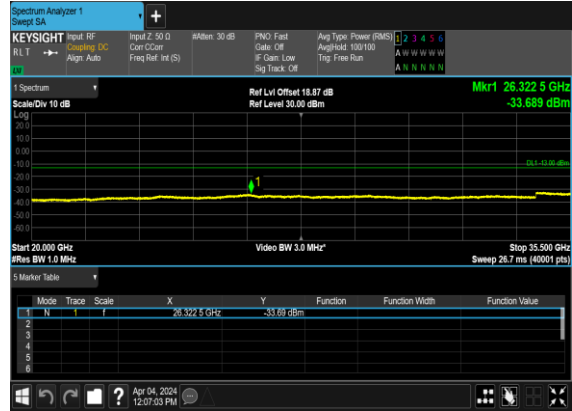 Spectrum Analyzer 1
Swept SA
KEYSIGHT Input: RF Input Z: 50 Ω #Atten: 30 dB PNO: Fast Avg Type: Power (RMS) 1 2 3 4 5 6
RLT Coupling: DC Corr CCorr Gate: Off Avg|Hold: 100/100 A W W W W W
Align: Auto Freq Ref: Int (S) IF Gain: Low Trig: Free Run
Sig Track: Off A N N N N N
1 Spectrum Ref Lvl Offset 18.87 dB Mkr1 26.322 5 GHz
Scale/Div 10 dB Ref Level 30.00 dBm -33.689 dBm
Log
20.0
10.0
0.00
-10.0
DL1 -13.00 dBm
-20.0
1
-30.0
-40.0
-50.0
-60.0
Start 20.000 GHz Video BW 3.0 MHz* Stop 35.500 GHz
#Res BW 1.0 MHz Sweep 26.7 ms (40001 pts)
5 Marker Table
Mode Trace Scale X Y Function Function Width Function Value
1 N 1 f 26.322 5 GHz -33.69 dBm
2
3
4
5
6
Apr 04, 2024
12:07:03 PM